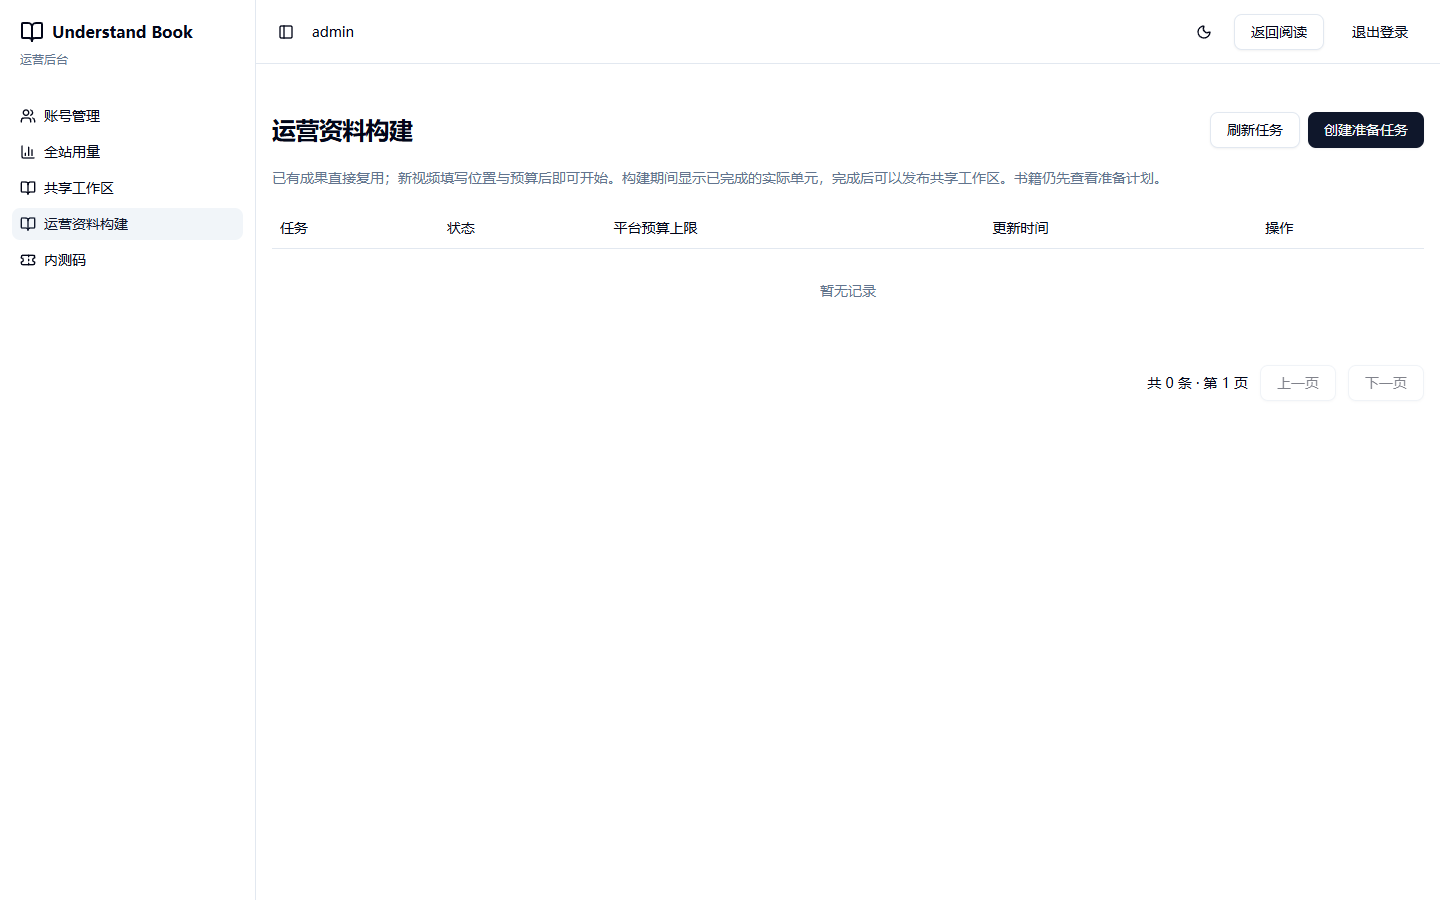 Understand Book
运营后台
账号管理
全站用量
共享工作区
运营资料构建
内测码
admin
返回阅读
退出登录
运营资料构建
刷新任务
创建准备任务
已有成果直接复用；新视频填写位置与预算后即可开始。构建期间显示已完成的实际单元，完成后可以发布共享工作区。书籍仍先查看准备计划。
任务 状态 平台预算上限 更新时间 操作
暂无记录
共 0 条 · 第 1 页 上一页 下一页